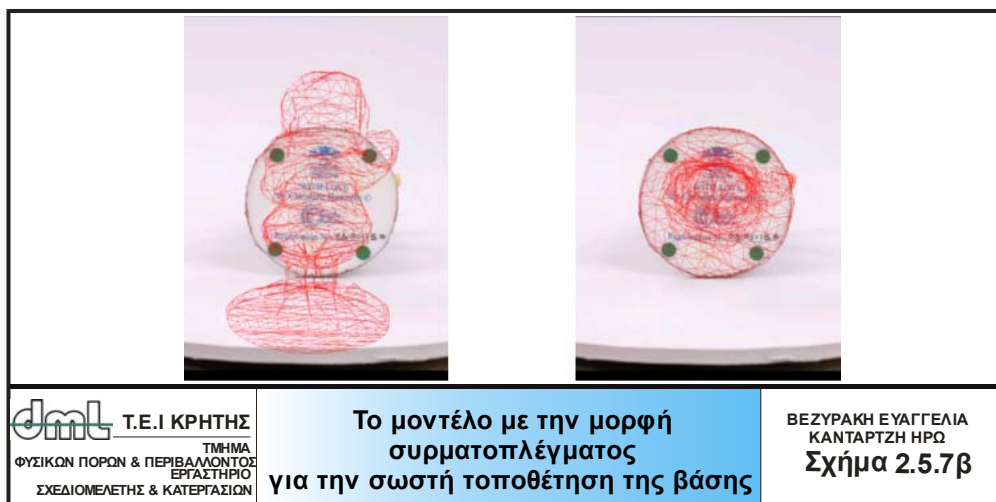 dml Τ.Ε.Ι ΚΡΗΤΗΣ
ΤΜΗΜΑ
ΦΥΣΙΚΩΝ ΠΟΡΩΝ & ΠΕΡΙΒΑΛΛΟΝΤΟΣ
ΕΡΓΑΣΤΗΡΙΟ
ΣΧΕΔΙΟΜΕΛΕΤΗΣ & ΚΑΤΕΡΓΑΣΙΩΝ
Το μοντέλο με την μορφή
συρματοπλέγματος
για την σωστή τοποθέτηση της βάσης
ΒΕΖΥΡΑΚΗ ΕΥΑΓΓΕΛΙΑ
ΚΑΝΤΑΡΤΖΗ ΗΡΩ
Σχήμα 2.5.7β